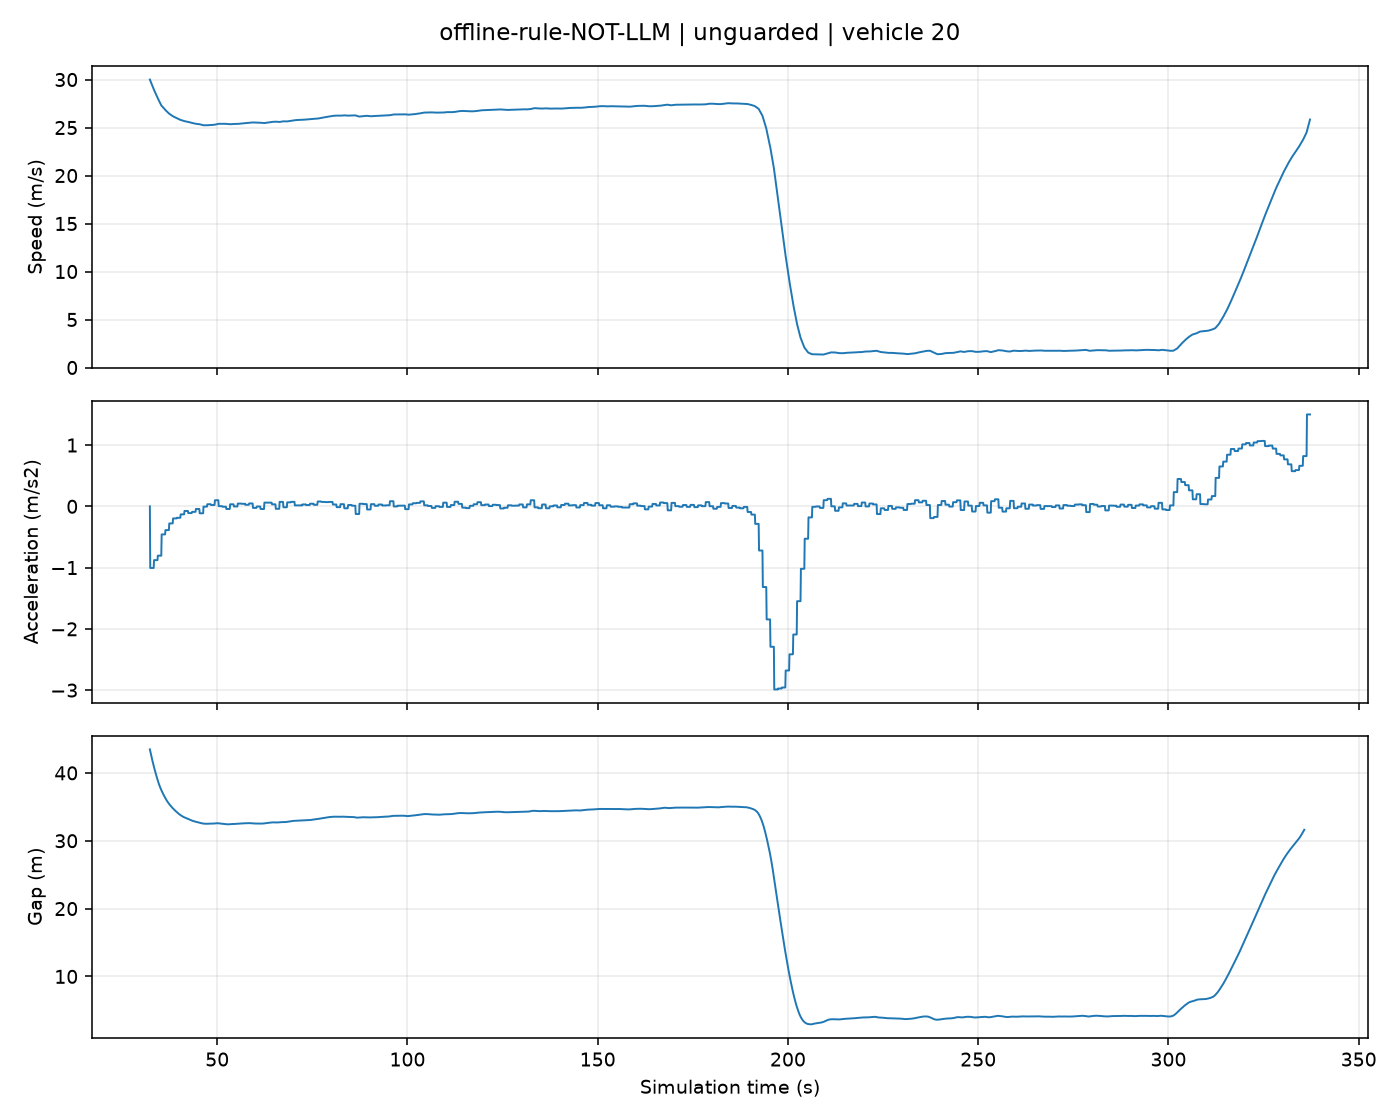 offline-rule-NOT-LLM | unguarded | vehicle 20
Speed (m/s)
30
25
20
15
10
5
0
Acceleration (m/s2)
1
0
−1
−2
−3
Gap (m)
40
30
20
10
50 100 150 200 250 300 350
Simulation time (s)